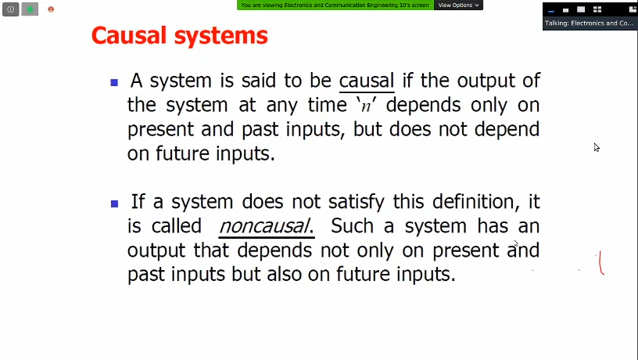 You are viewing Electronics and Communication Engineering 10's screen
View Options
Talking: Electronics and Co...
Causal systems
A system is said to be causal if the output of
the system at any time ‘n’ depends only on
present and past inputs, but does not depend
on future inputs.
If a system does not satisfy this definition, it
is called noncausal. Such a system has an
output that depends not only on present and
past inputs but also on future inputs.